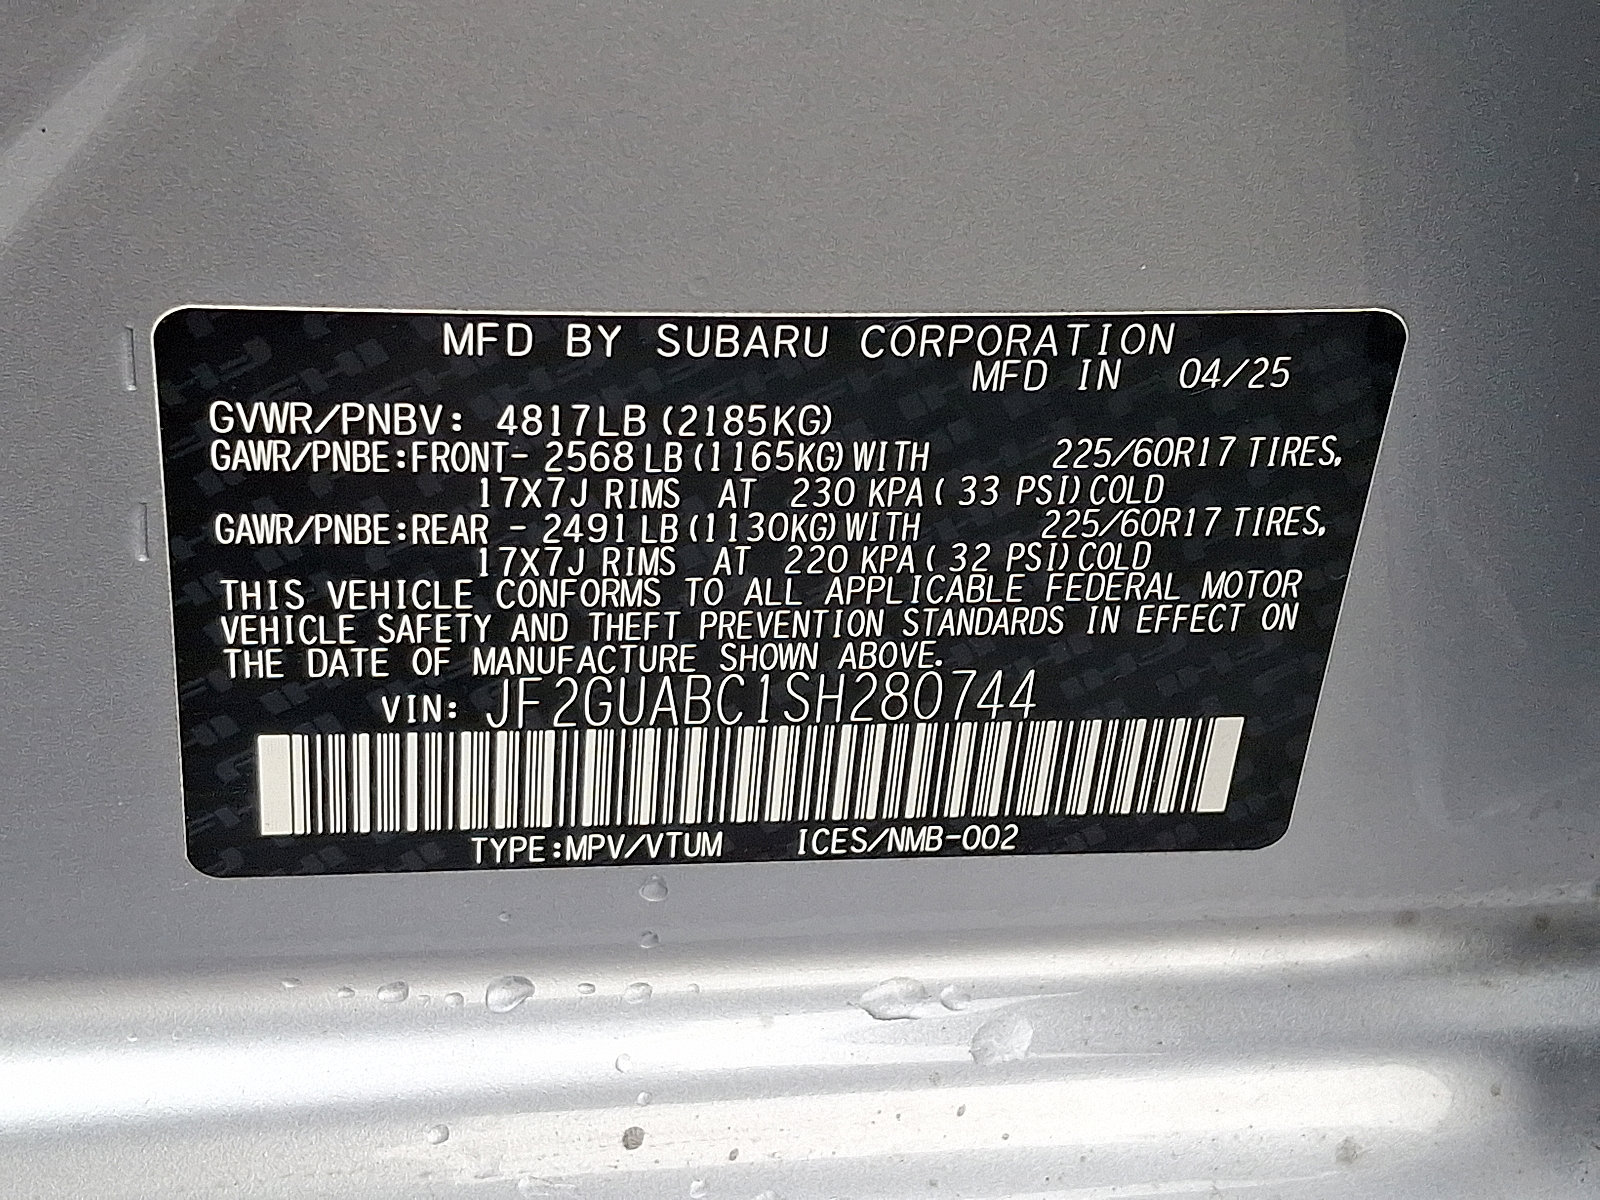 MFD BY SUBARU CORPORATION
MFD IN 04/25
GVWR/PNBV: 4817LB (2185KG)
GAWR/PNBE:FRONT- 2568 LB (1165KG) WITH 225/60R17 TIRES,
17X7J RIMS AT 230 KPA ( 33 PSI) COLD
GAWR/PNBE:REAR - 2491 LB (1130KG) WITH 225/60R17 TIRES,
17X7J RIMS AT 220 KPA ( 32 PSI) COLD
THIS VEHICLE CONFORMS TO ALL APPLICABLE FEDERAL MOTOR
VEHICLE SAFETY AND THEFT PREVENTION STANDARDS IN EFFECT ON
THE DATE OF MANUFACTURE SHOWN ABOVE.
VIN: JF2GUABC1SH280744
TYPE:MPV/VTUM ICES/NMB-002